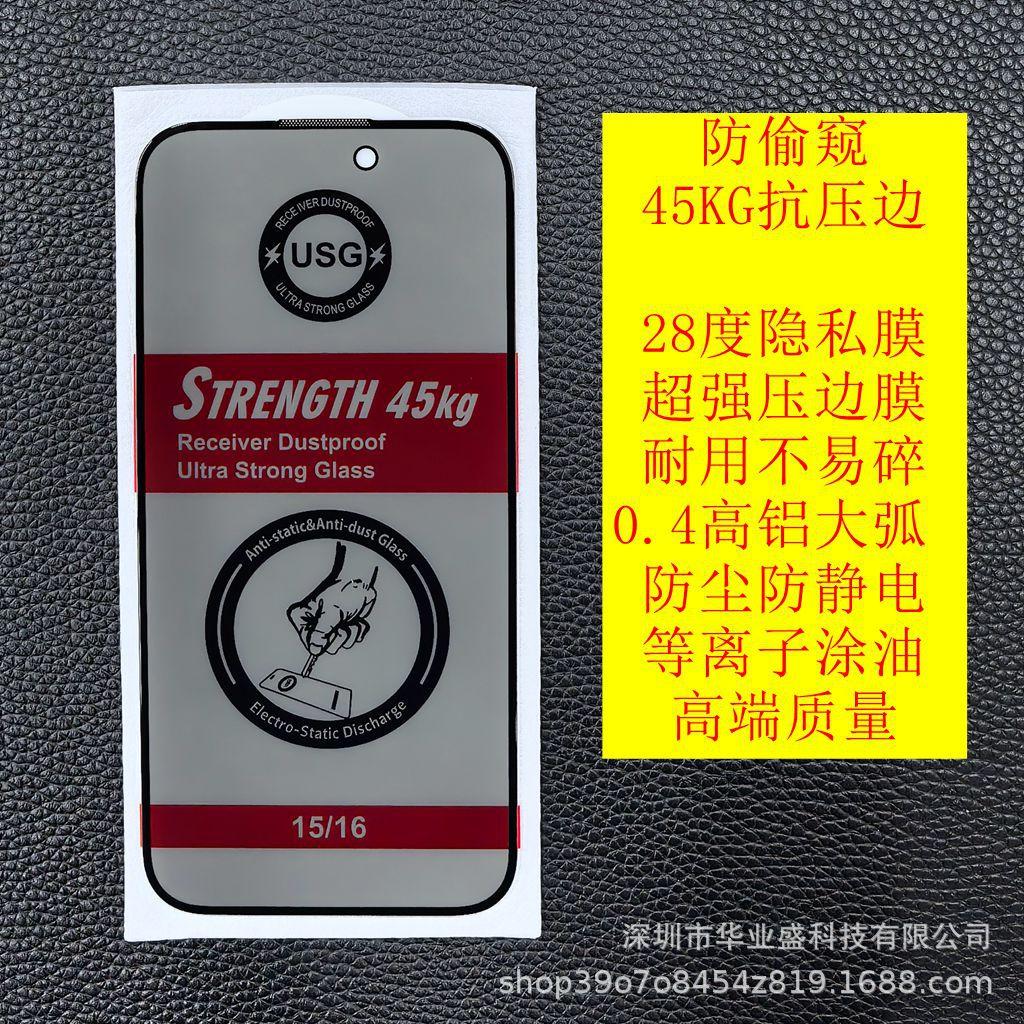 RECEIVER DUSTPROOF
USG
ULTRA STRONG GLASS
STRENGTH 45kg
Receiver Dustproof
Ultra Strong Glass
Anti-static&Anti-dust Glass
Electro-Static Discharge
15/16
防偷窥
45KG抗压边
28度隐私膜
超强压边膜
耐用不易碎
0.4高铝大弧
防尘防静电
等离子涂油
高端质量
深圳市华业盛科技有限公司
shop39o7o8454z819.1688.com